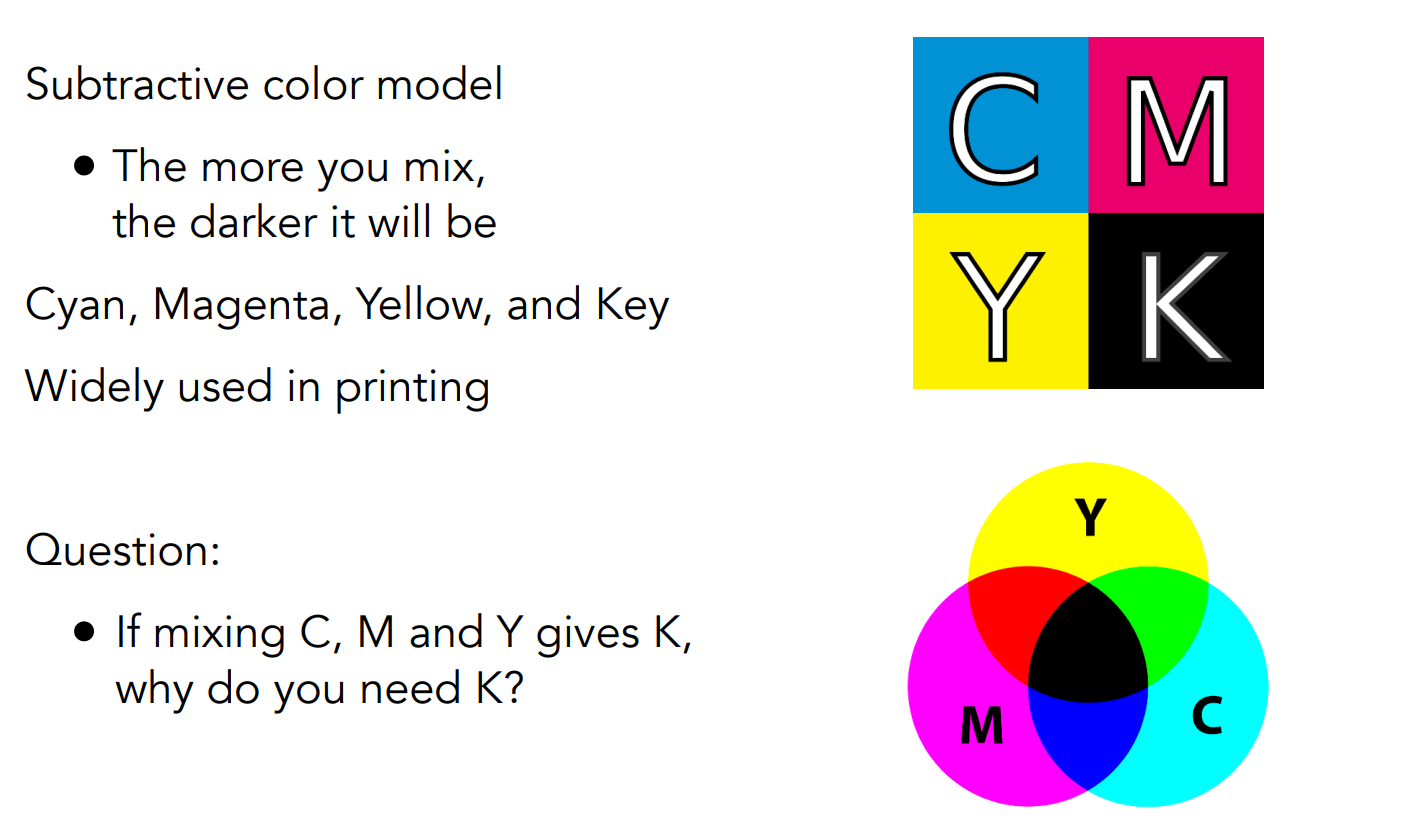 Subtractive color model
• The more you mix,
the darker it will be
Cyan, Magenta, Yellow, and Key
Widely used in printing
Question:
• If mixing C, M and Y gives K,
why do you need K?
C M
Y K
Y
M C